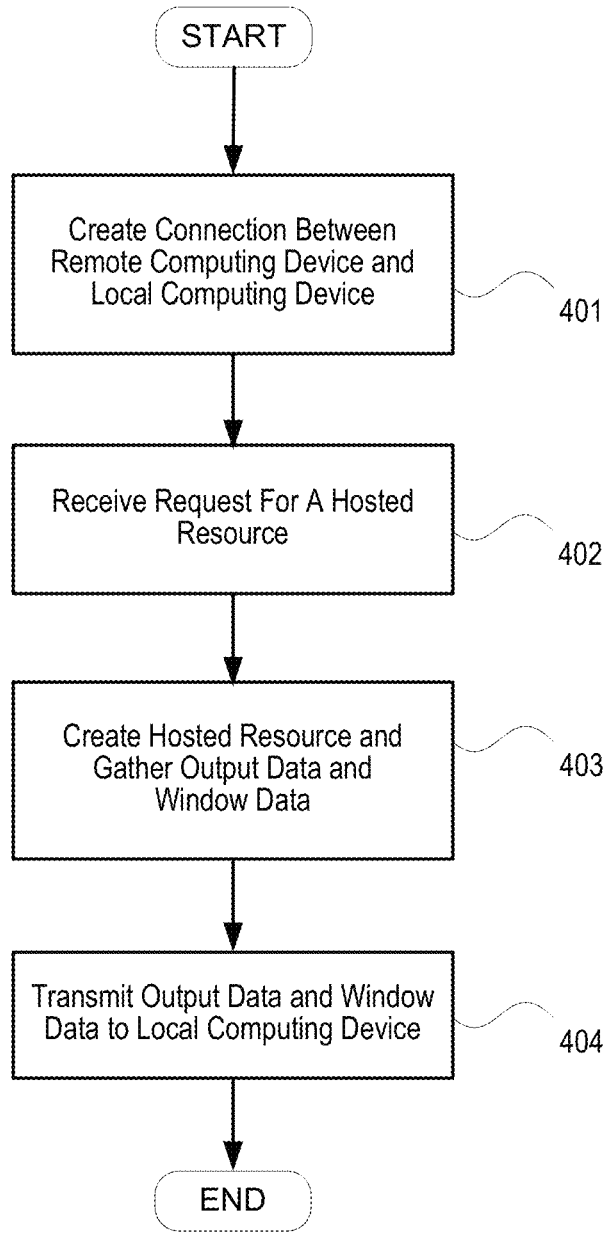 START
Create Connection Between
Remote Computing Device and
Local Computing Device
401
Receive Request For A Hosted
Resource
402
Create Hosted Resource and
Gather Output Data and
Window Data
403
Transmit Output Data and Window
Data to Local Computing Device
404
END